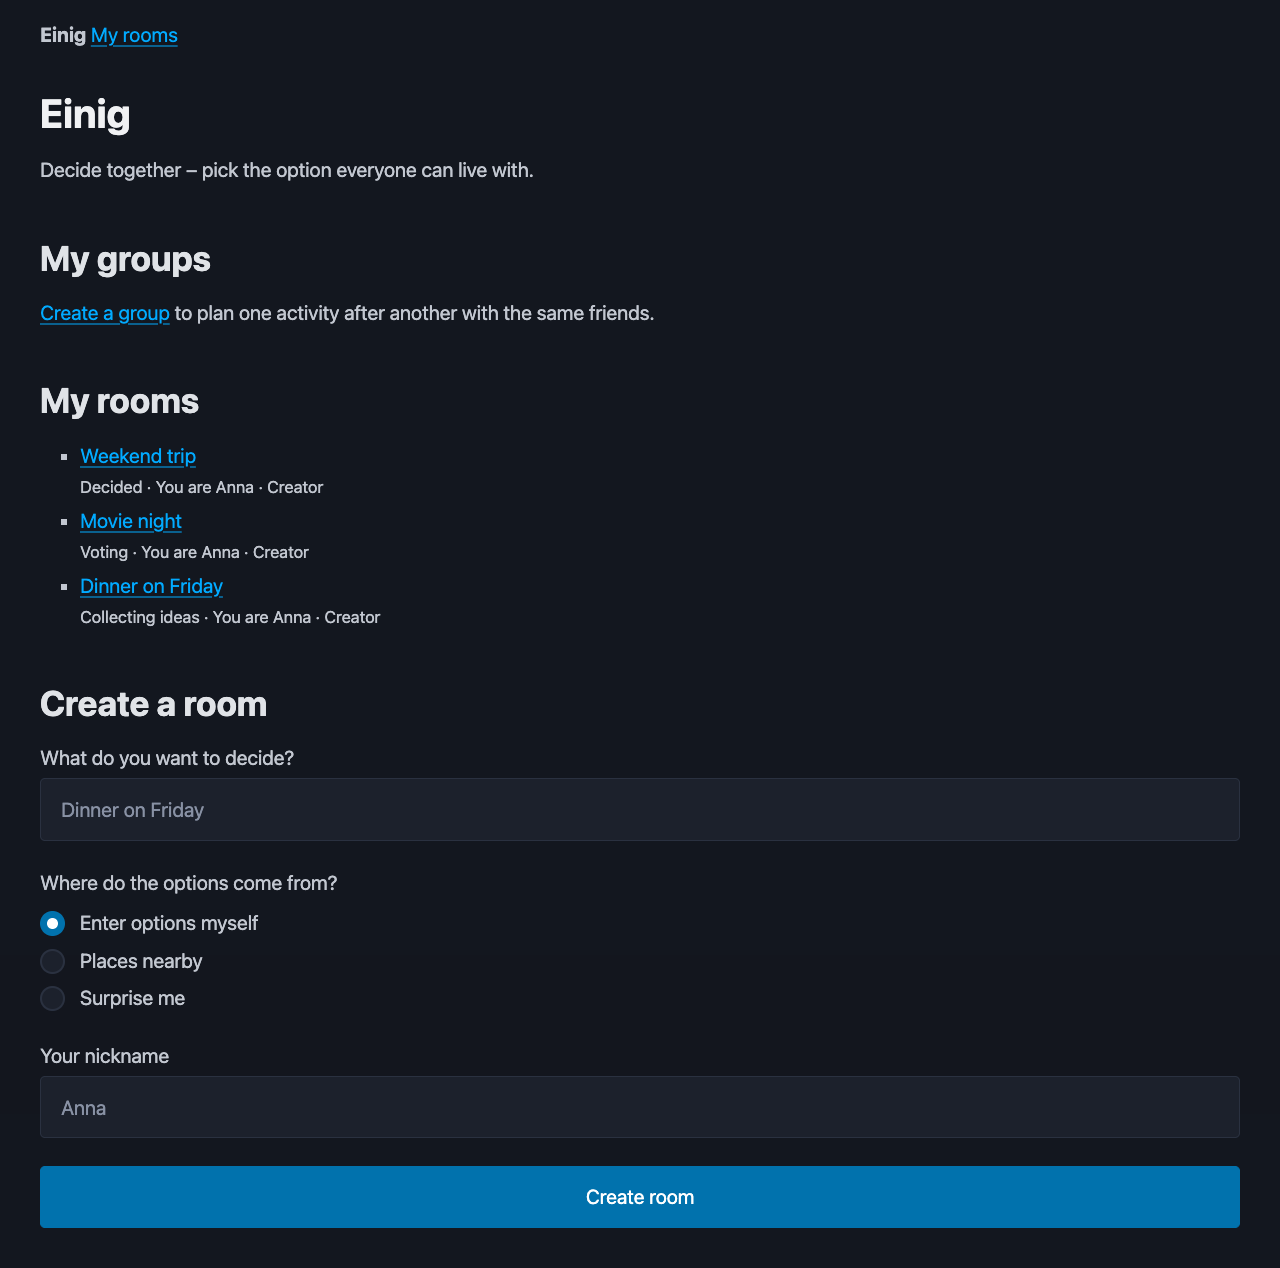 Einig My rooms
Einig
Decide together – pick the option everyone can live with.
My groups
Create a group to plan one activity after another with the same friends.
My rooms
Weekend trip
Decided · You are Anna · Creator
Movie night
Voting · You are Anna · Creator
Dinner on Friday
Collecting ideas · You are Anna · Creator
Create a room
What do you want to decide?
Dinner on Friday
Where do the options come from?
Enter options myself
Places nearby
Surprise me
Your nickname
Anna
Create room